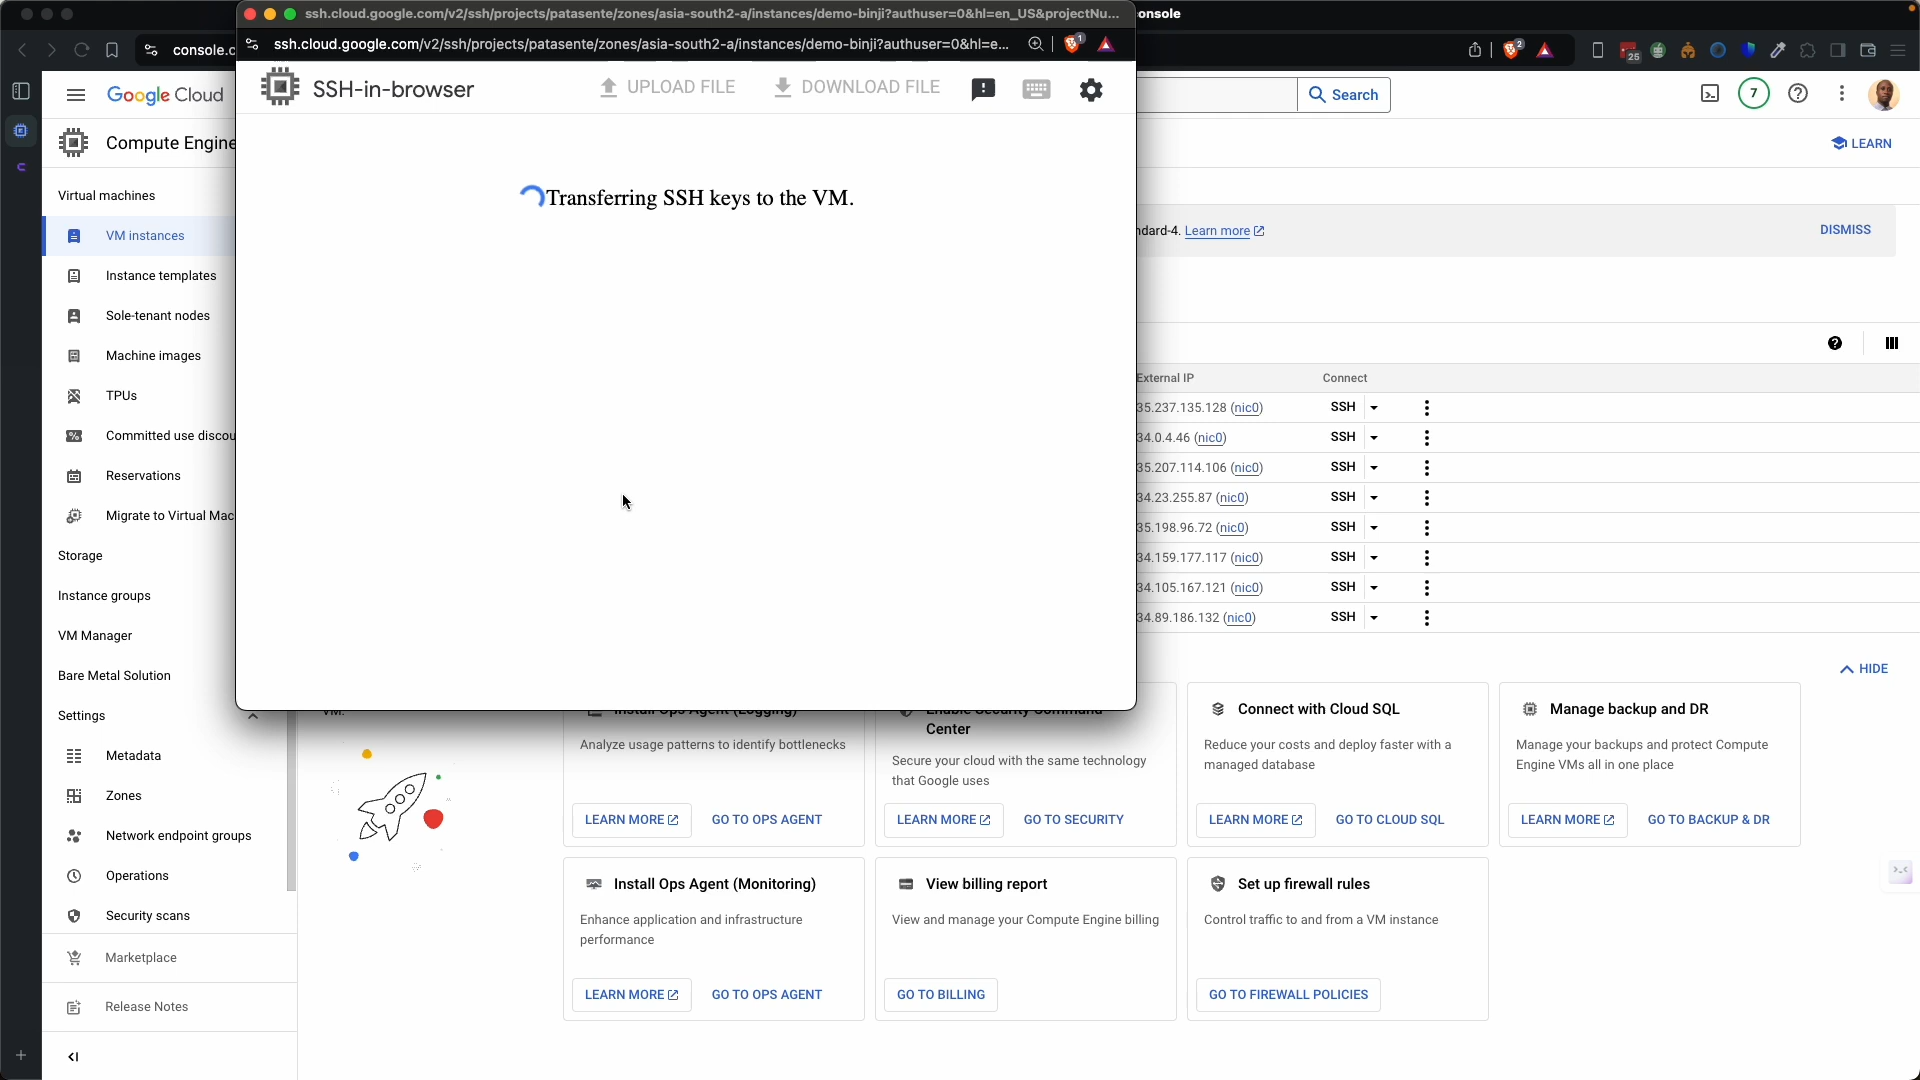 ssh.cloud.google.com/v2/ssh/projects/patasente/zones/asia-south2-a/instances/demo-binji?authuser=0&hl=en_US&projectNu...
onsole
console.c
ssh.cloud.google.com/v2/ssh/projects/patasente/zones/asia-south2-a/instances/demo-binji?authuser=0&hl=e...
1
2
25
SSH-in-browser
UPLOAD FILE
DOWNLOAD FILE
Google Cloud
Search
7
Compute Engine
LEARN
Transferring SSH keys to the VM.
Virtual machines
VM instances
Instance templates
Sole-tenant nodes
Machine images
TPUs
Committed use discou
Reservations
Migrate to Virtual Mac
Storage
Instance groups
VM Manager
Bare Metal Solution
Settings
Metadata
Zones
Network endpoint groups
Operations
Security scans
Marketplace
Release Notes
ndard-4. Learn more
DISMISS
External IP Connect
35.237.135.128 (nic0) SSH
34.0.4.46 (nic0) SSH
35.207.114.106 (nic0) SSH
34.23.255.87 (nic0) SSH
35.198.96.72 (nic0) SSH
34.159.177.117 (nic0) SSH
34.105.167.121 (nic0) SSH
34.89.186.132 (nic0) SSH
HIDE
VM.
Install Ops Agent (Logging)
Analyze usage patterns to identify bottlenecks
LEARN MORE GO TO OPS AGENT
Enable Security Command
Center
Secure your cloud with the same technology
that Google uses
LEARN MORE GO TO SECURITY
Connect with Cloud SQL
Reduce your costs and deploy faster with a
managed database
LEARN MORE GO TO CLOUD SQL
Manage backup and DR
Manage your backups and protect Compute
Engine VMs all in one place
LEARN MORE GO TO BACKUP & DR
Install Ops Agent (Monitoring)
Enhance application and infrastructure
performance
LEARN MORE GO TO OPS AGENT
View billing report
View and manage your Compute Engine billing
GO TO BILLING
Set up firewall rules
Control traffic to and from a VM instance
GO TO FIREWALL POLICIES